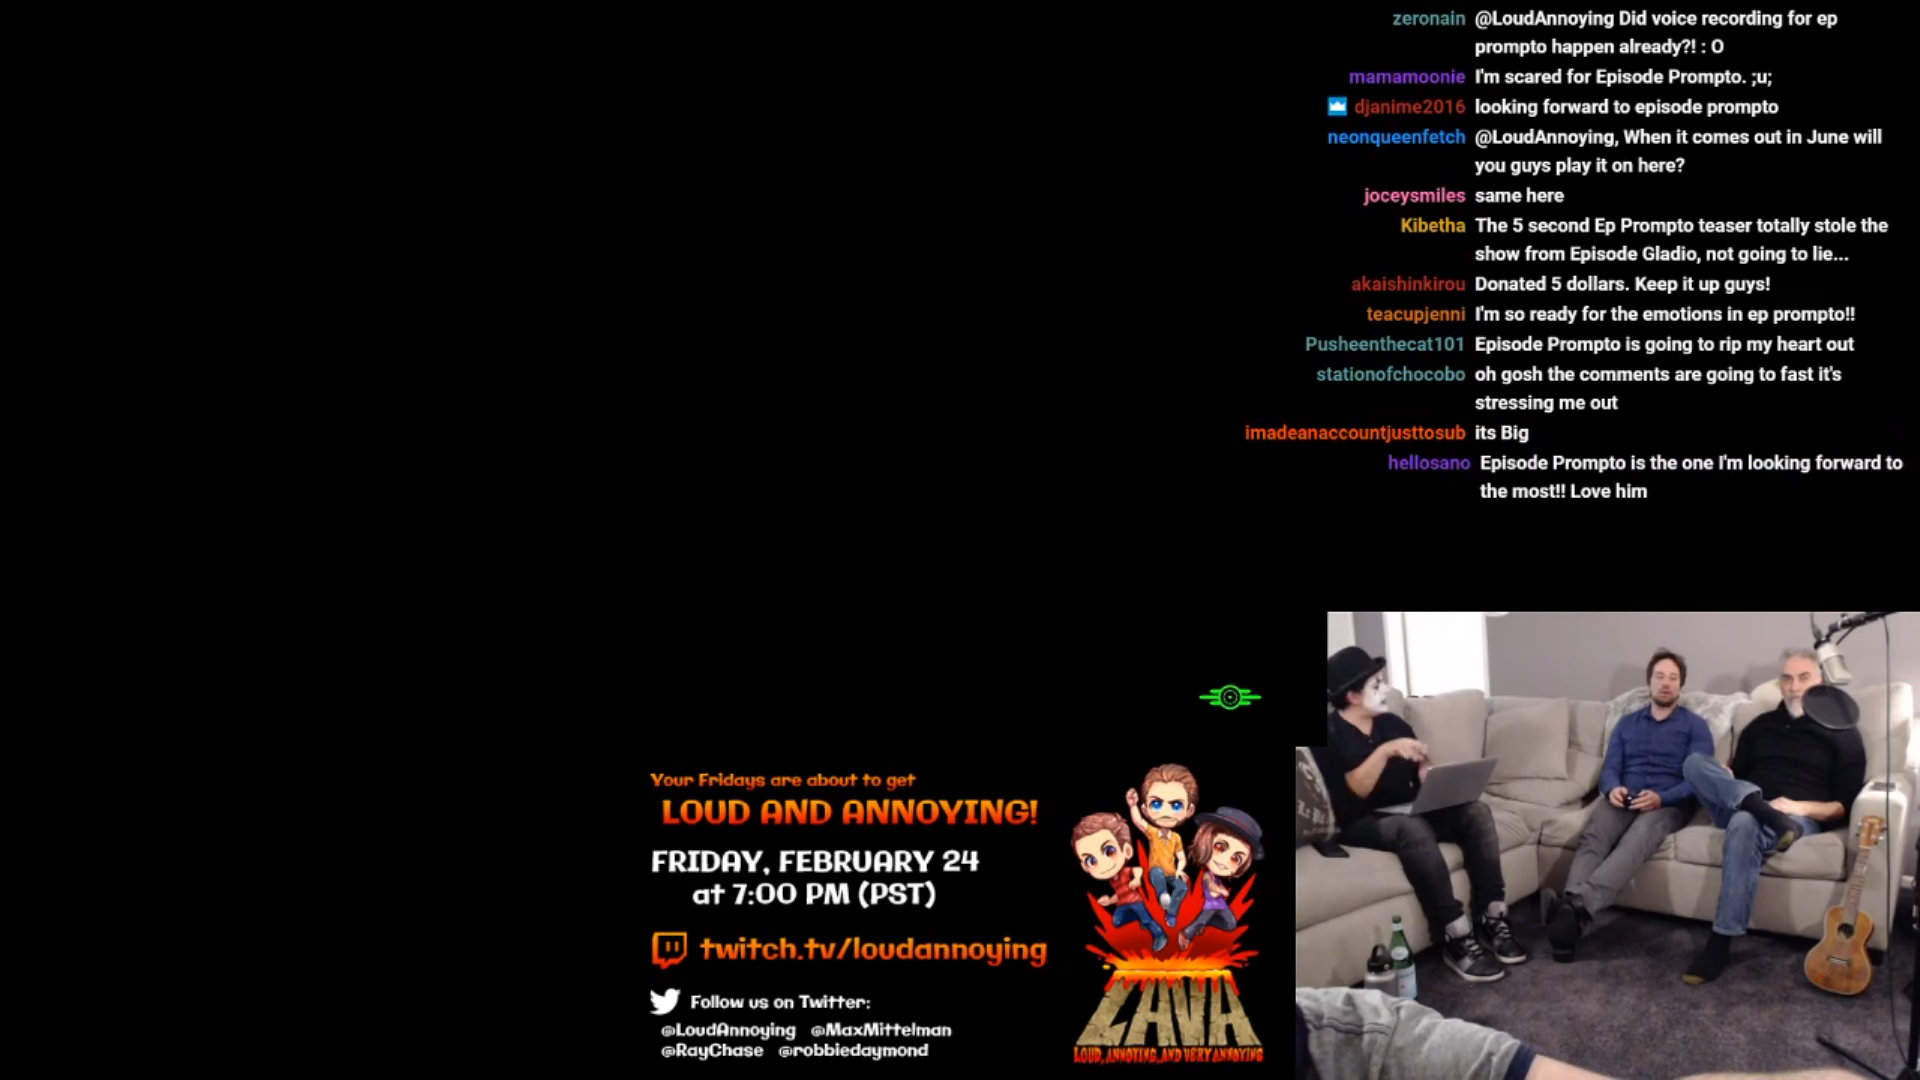 zeronain @LoudAnnoying Did voice recording for ep
prompto happen already?! : O
mamamoonie I'm scared for Episode Prompto. ;u;
djanime2016 looking forward to episode prompto
neonqueenfetch @LoudAnnoying, When it comes out in June will
you guys play it on here?
joceysmiles same here
Kibetha The 5 second Ep Prompto teaser totally stole the
show from Episode Gladio, not going to lie...
akaishinkirou Donated 5 dollars. Keep it up guys!
teacupjenni I'm so ready for the emotions in ep prompto!!
Pusheenthecat101 Episode Prompto is going to rip my heart out
stationofchocobo oh gosh the comments are going to fast it's
stressing me out
imadeanaccountjusttosub its Big
hellosano Episode Prompto is the one I'm looking forward to
the most!! Love him
Your Fridays are about to get
LOUD AND ANNOYING!
FRIDAY, FEBRUARY 24
at 7:00 PM (PST)
twitch.tv/loudannoying
Follow us on Twitter:
@LoudAnnoying @MaxMittelman
@RayChase @robbiedaymond
LAVA
LOUD, ANNOYING, AND VERY ANNOYING